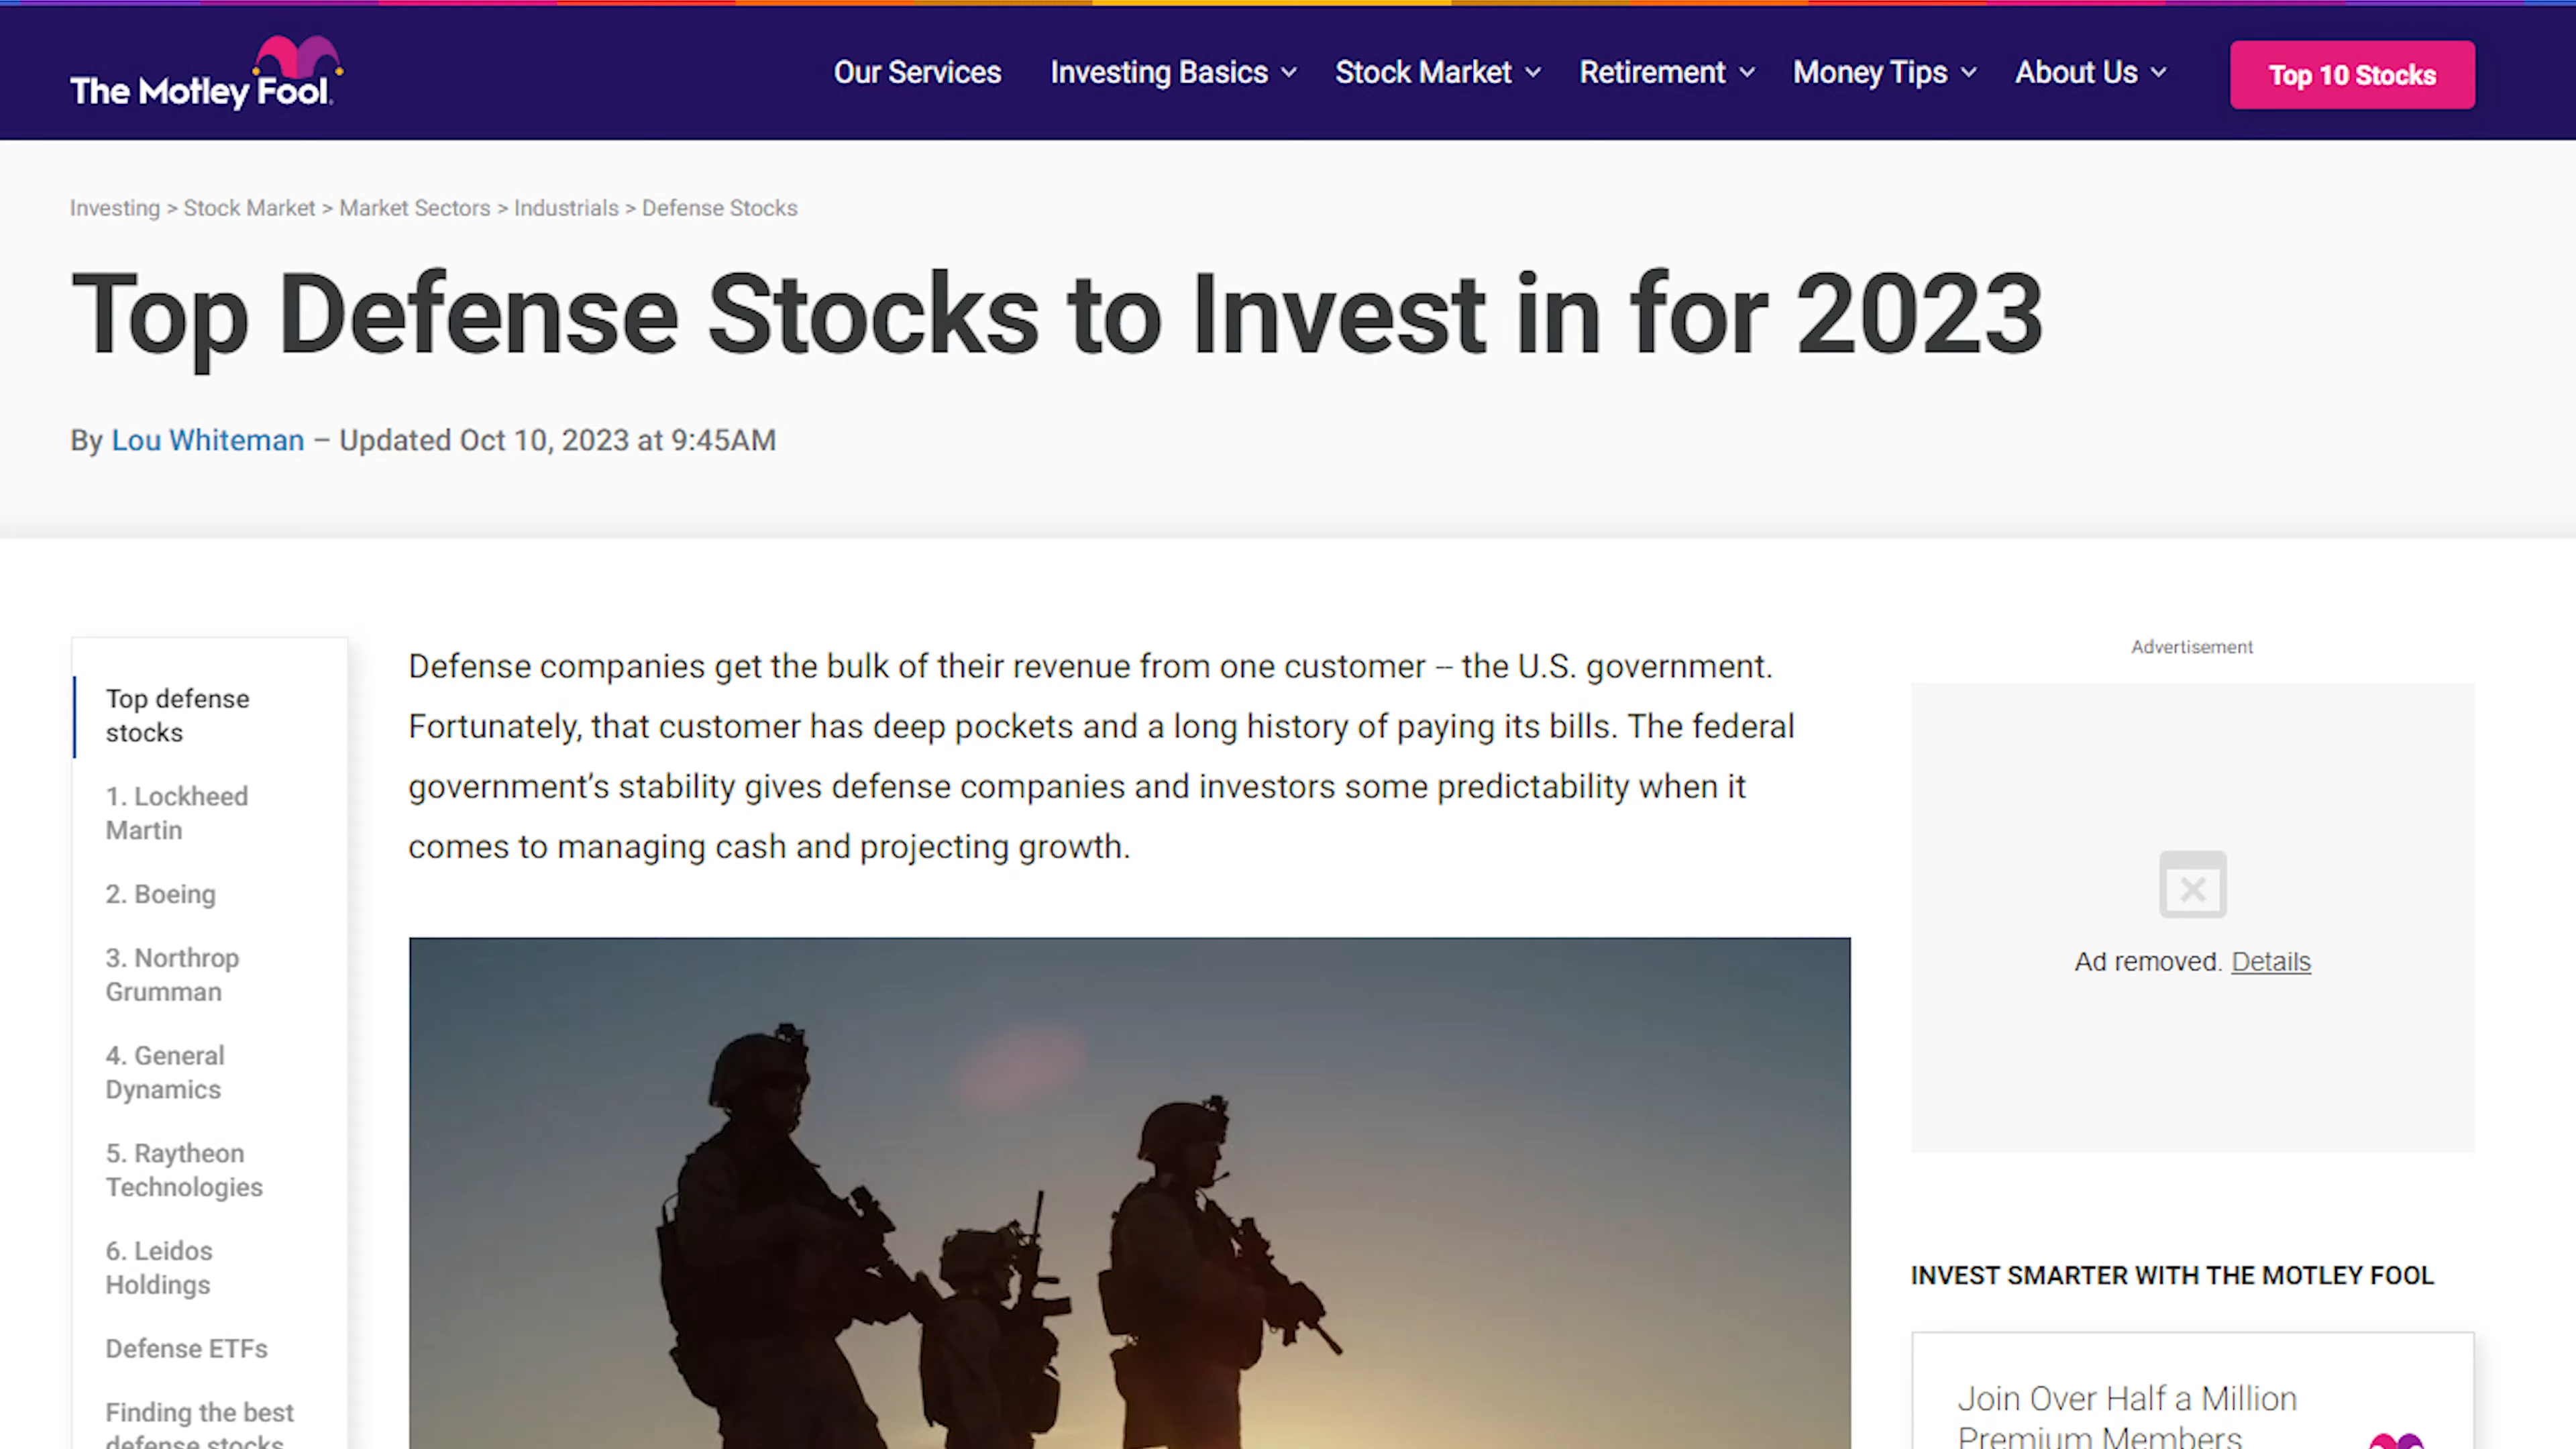 The Motley Fool.
Our Services
Investing Basics
Stock Market
Retirement
Money Tips
About Us
Top 10 Stocks
Investing > Stock Market > Market Sectors > Industrials > Defense Stocks
Top Defense Stocks to Invest in for 2023
By Lou Whiteman – Updated Oct 10, 2023 at 9:45AM
Top defense
stocks
1. Lockheed
Martin
2. Boeing
3. Northrop
Grumman
4. General
Dynamics
5. Raytheon
Technologies
6. Leidos
Holdings
Defense ETFs
Finding the best
defense stocks
Defense companies get the bulk of their revenue from one customer -- the U.S. government.
Fortunately, that customer has deep pockets and a long history of paying its bills. The federal
government’s stability gives defense companies and investors some predictability when it
comes to managing cash and projecting growth.
Advertisement
Ad removed. Details
INVEST SMARTER WITH THE MOTLEY FOOL
Join Over Half a Million
Premium Members